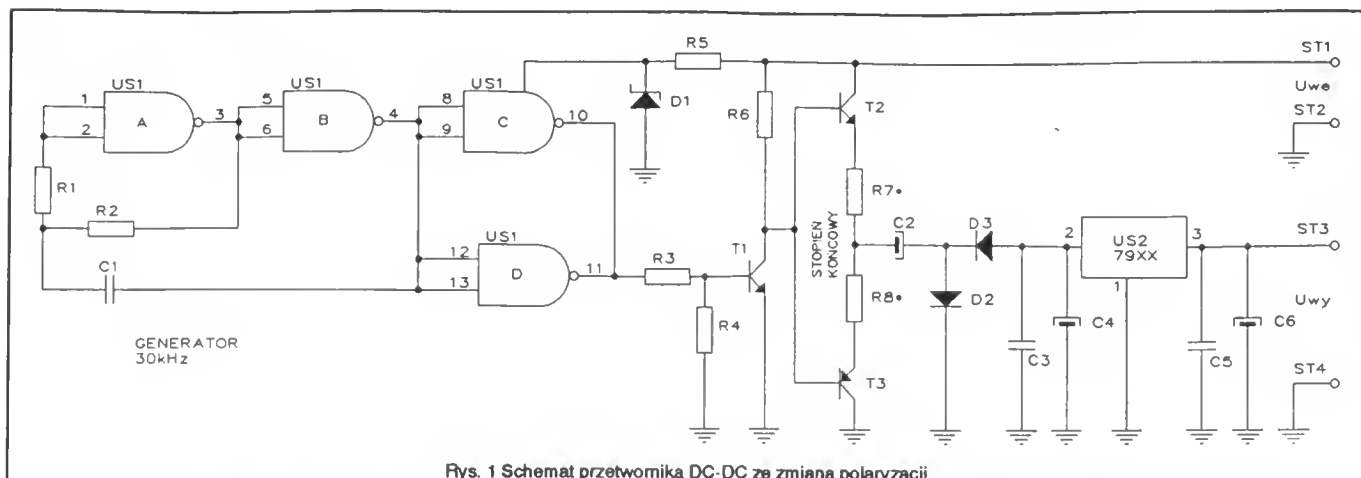 US1
A
1
2
3
US1
B
5
6
4
US1
C
8
9
10
US1
D
12
13
11
R1
R2
C1
GENERATOR
30kHz
D1
R5
R6
R3
R4
T1
T2
T3
R7•
R8•
STOPIEŃ
KOŃCOWY
C2
D3
D2
C3
C4
2
US2
79XX
3
1
C5
C6
ST1
Uwe
ST2
ST3
Uwy
ST4
Rys. 1 Schemat przetwornika DC-DC ze zmianą polaryzacji